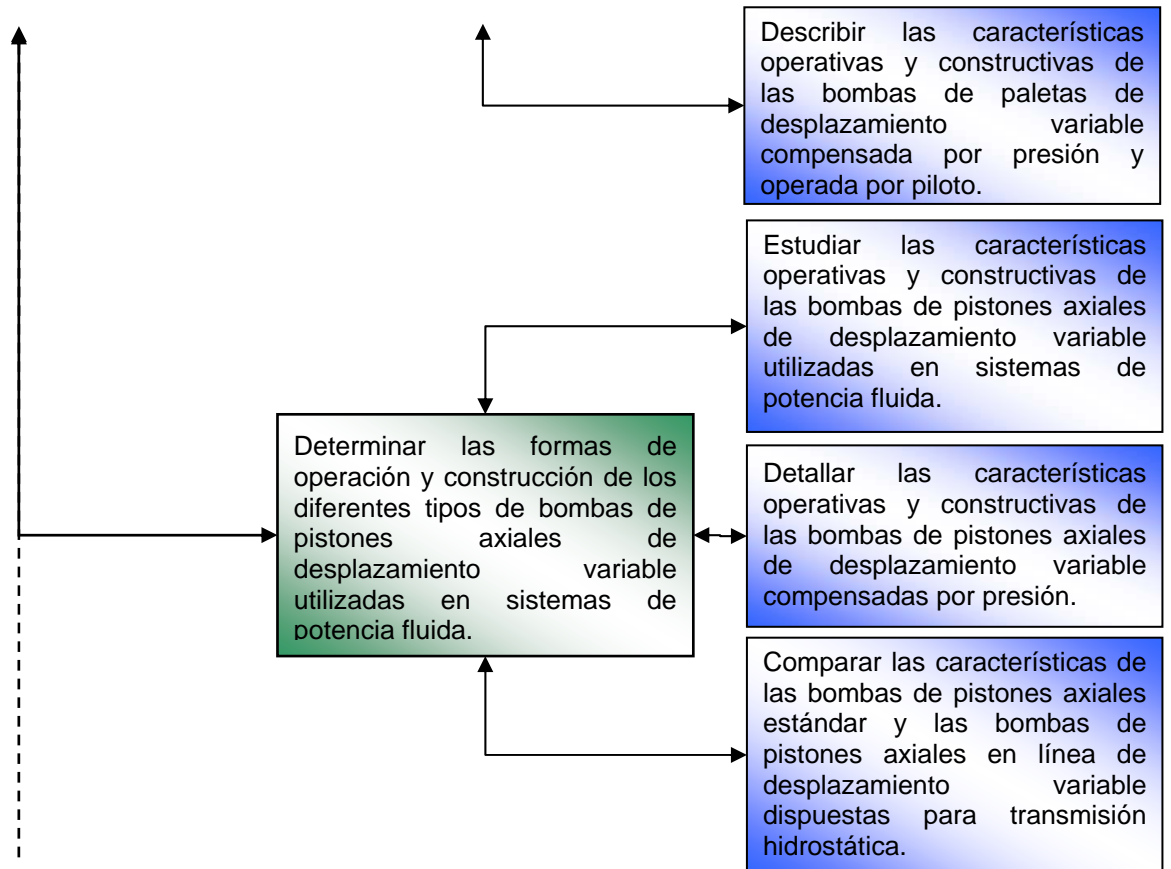 Describir las características
operativas y constructivas de
las bombas de paletas de
desplazamiento variable
compensada por presión y
operada por piloto.
Estudiar las características
operativas y constructivas de
las bombas de pistones axiales
de desplazamiento variable
utilizadas en sistemas de
potencia fluida.
Determinar las formas de
operación y construcción de los
diferentes tipos de bombas de
pistones axiales de
desplazamiento variable
utilizadas en sistemas de
potencia fluida.
Detallar las características
operativas y constructivas de
las bombas de pistones axiales
de desplazamiento variable
compensadas por presión.
Comparar las características de
las bombas de pistones axiales
estándar y las bombas de
pistones axiales en línea de
desplazamiento variable
dispuestas para transmisión
hidrostática.